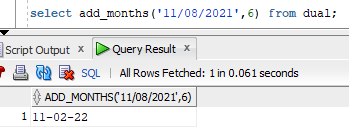 select add_months('11/08/2021',6) from dual;
Script Output × Query Result ×
SQL | All Rows Fetched: 1 in 0.061 seconds
ADD_MONTHS('11/08/2021',6)
1 11-02-22